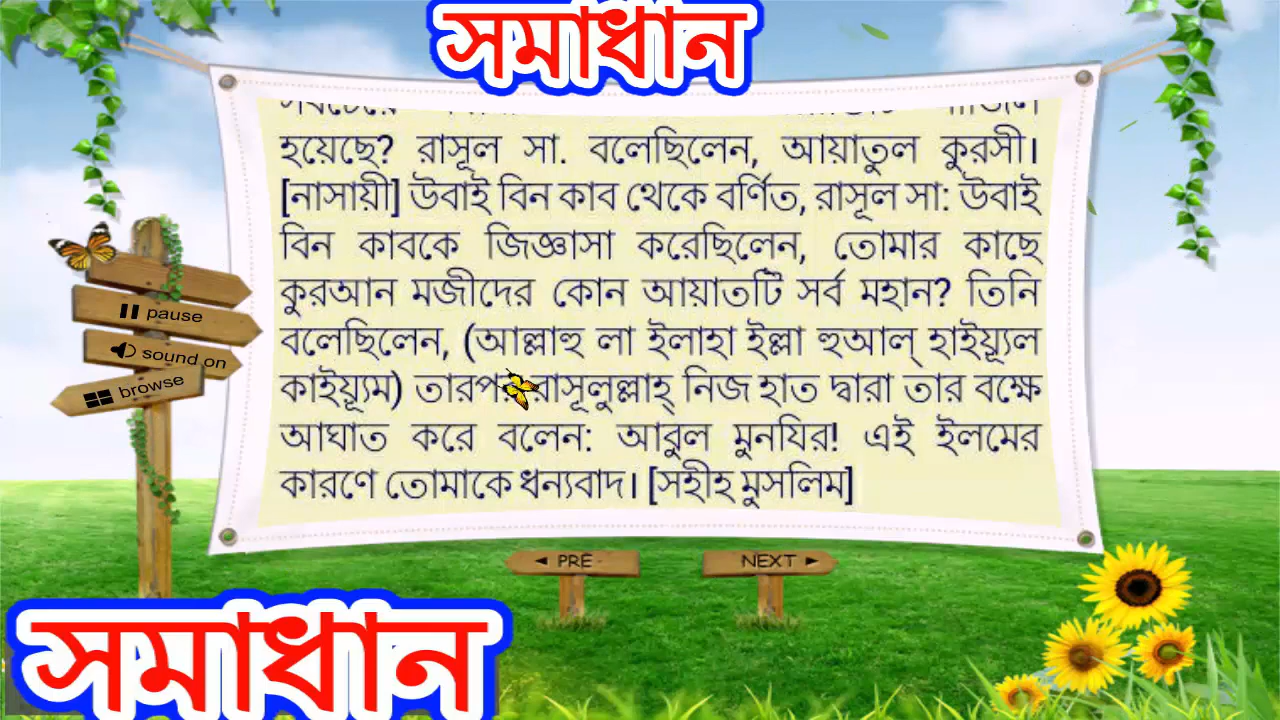 সমাধান
হয়েছে? রাসূল সা. বলেছিলেন, আয়াতুল কুরসী।
[নাসায়ী] উবাই বিন কাব থেকে বর্ণিত, রাসূল সা: উবাই
বিন কাবকে জিজ্ঞাসা করেছিলেন, তোমার কাছে
কুরআন মজীদের কোন আয়াতটি সর্ব মহান? তিনি
বলেছিলেন, (আল্লাহু লা ইলাহা ইল্লা হুআল্ হাইয়্যূল
কাইয়্যূম) তারপর রাসূলুল্লাহ্ নিজ হাত দ্বারা তার বক্ষে
আঘাত করে বলেন: আবুল মুনযির! এই ইলমের
কারণে তোমাকে ধন্যবাদ। [সহীহ মুসলিম]
pause
sound on
browse
PRE
NEXT
সমাধান